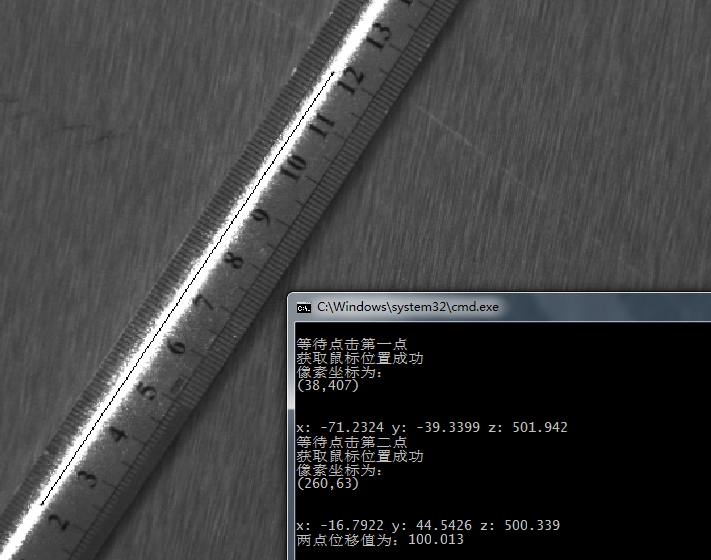 13
12
11
10
9
8
7
6
5
4
3
2
C:\Windows\system32\cmd.exe
等待点击第一点
获取鼠标位置成功
像素坐标为:
(38,407)
x: -71.2324 y: -39.3399 z: 501.942
等待点击第二点
获取鼠标位置成功
像素坐标为:
(260,63)
x: -16.7922 y: 44.5426 z: 500.339
两点位移值为: 100.013